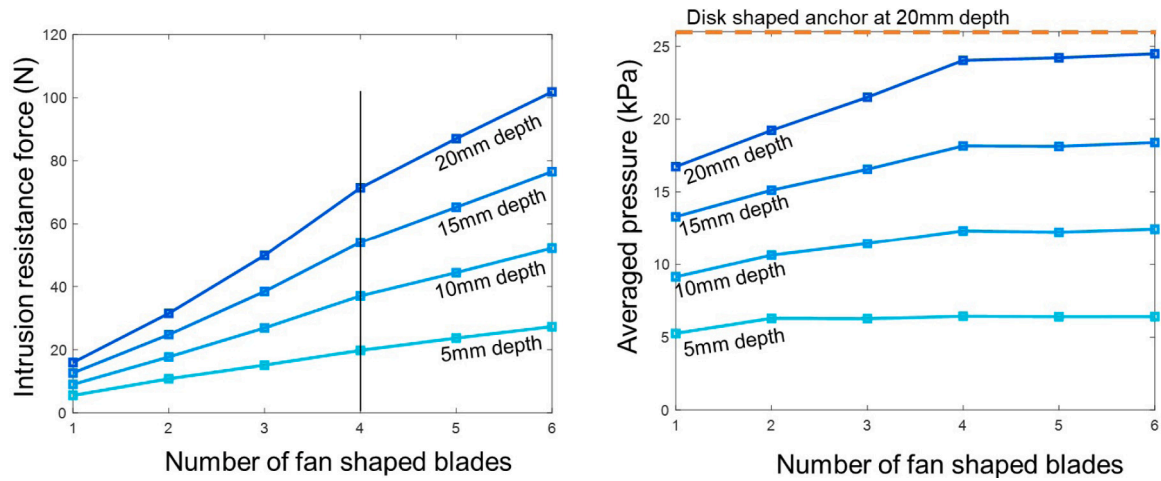 Intrusion resistance force (N)
120
100
80
60
40
20
0
20mm depth
15mm depth
10mm depth
5mm depth
1 2 3 4 5 6
Number of fan shaped blades
Disk shaped anchor at 20mm depth
Averaged pressure (kPa)
25
20
15
10
5
0
20mm depth
15mm depth
10mm depth
5mm depth
1 2 3 4 5 6
Number of fan shaped blades